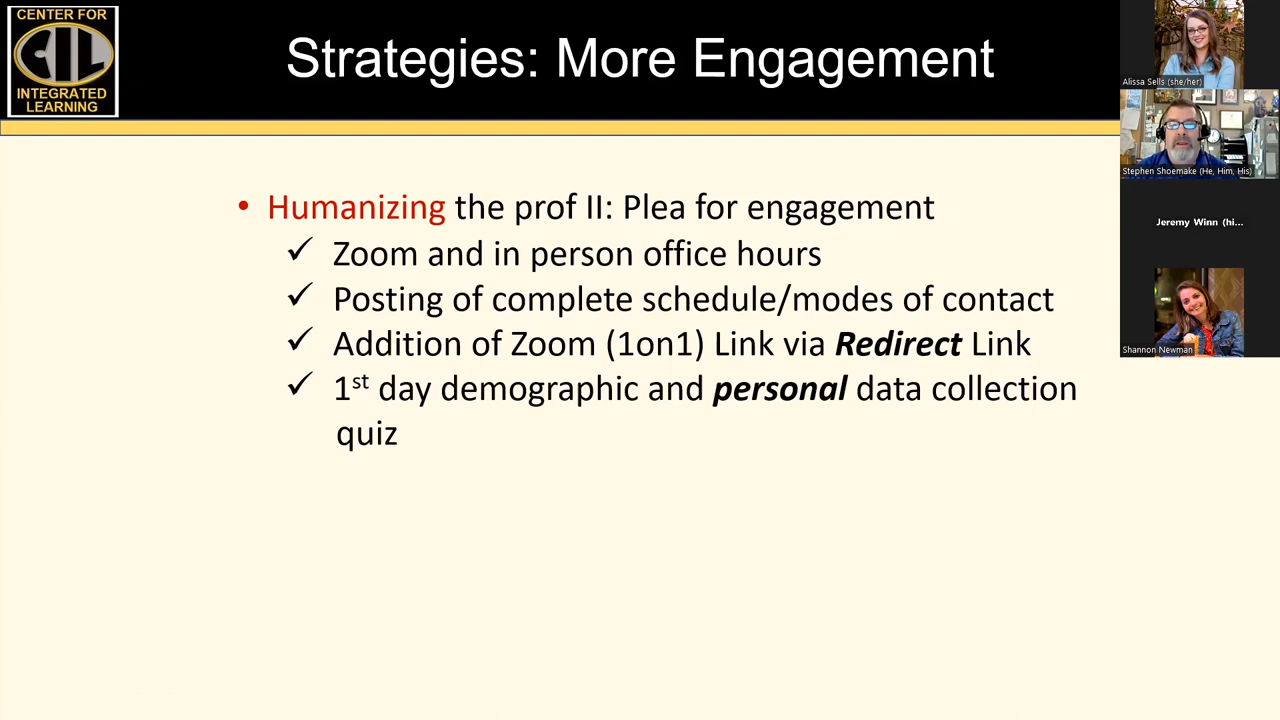 CENTER FOR
CIL
INTEGRATED
LEARNING
Strategies: More Engagement
• Humanizing the prof II: Plea for engagement
✓ Zoom and in person office hours
✓ Posting of complete schedule/modes of contact
✓ Addition of Zoom (1on1) Link via Redirect Link
✓ 1st day demographic and personal data collection
quiz
Alissa Sells (she/her)
Stephen Shoemake (He, Him, His)
Jeremy Winn (hi...
Shannon Newman